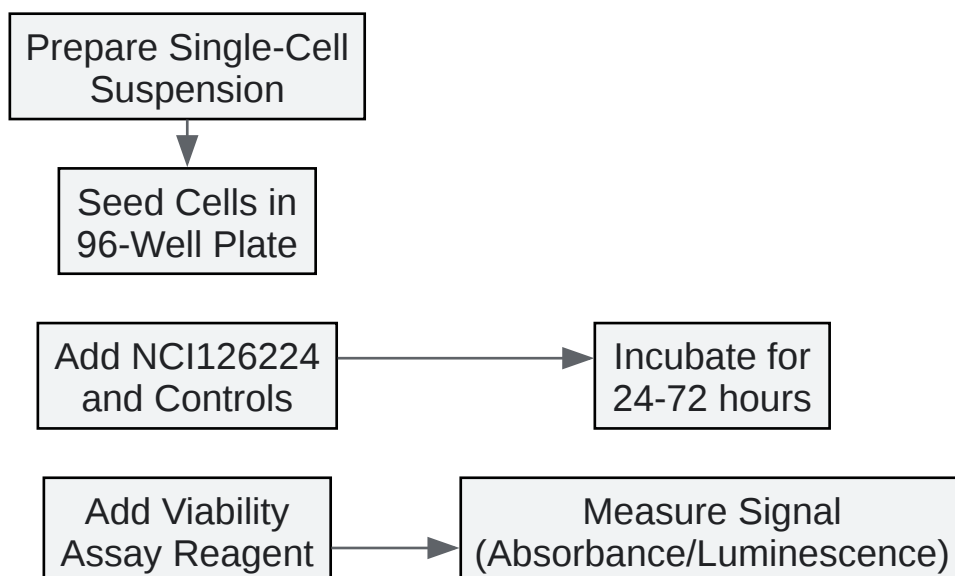 Prepare Single-Cell
Suspension
Seed Cells in
96-Well Plate
Add NCI126224
and Controls
Incubate for
24-72 hours
Add Viability
Assay Reagent
Measure Signal
(Absorbance/Luminescence)